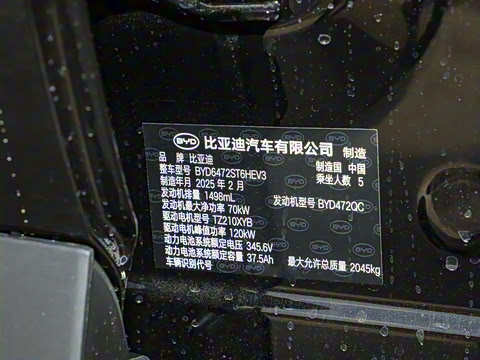 BYD 比亚迪汽车有限公司 制造
品 牌 比亚迪 制造国 中国
整车型号 BYD6472ST6HEV3 乘坐人数 5
制造年月 2025 年 2 月
发动机排量 1498mL 发动机型号 BYD472QC
发动机最大净功率 70kW
驱动电机型号 TZ210XYB
驱动电机峰值功率 120kW
动力电池系统额定电压 345.6V
动力电池系统额定容量 37.5Ah 最大允许总质量 2045kg
车辆识别代号